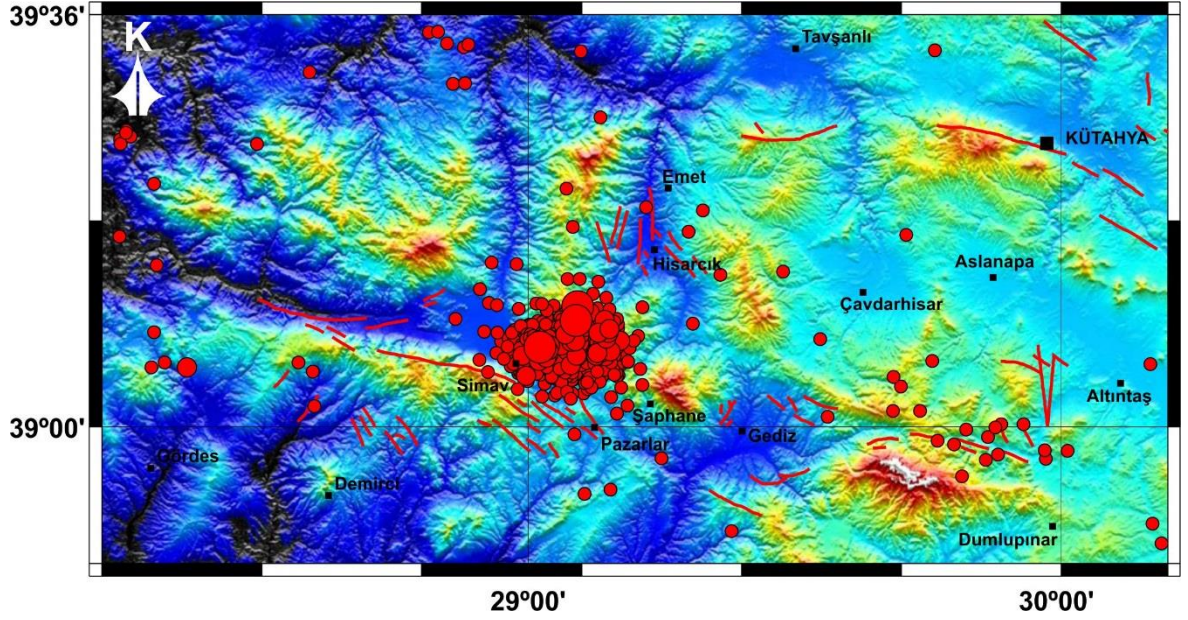 39º36'
K
Tavşanlı
KÜTAHYA
Emet
Hisarcık
Aslanapa
Çavdarhisar
Simav
Altıntaş
Şaphane
39º00'
Pazarlar
Gediz
Gördes
Demirci
Dumlupınar
29º00'
30º00'